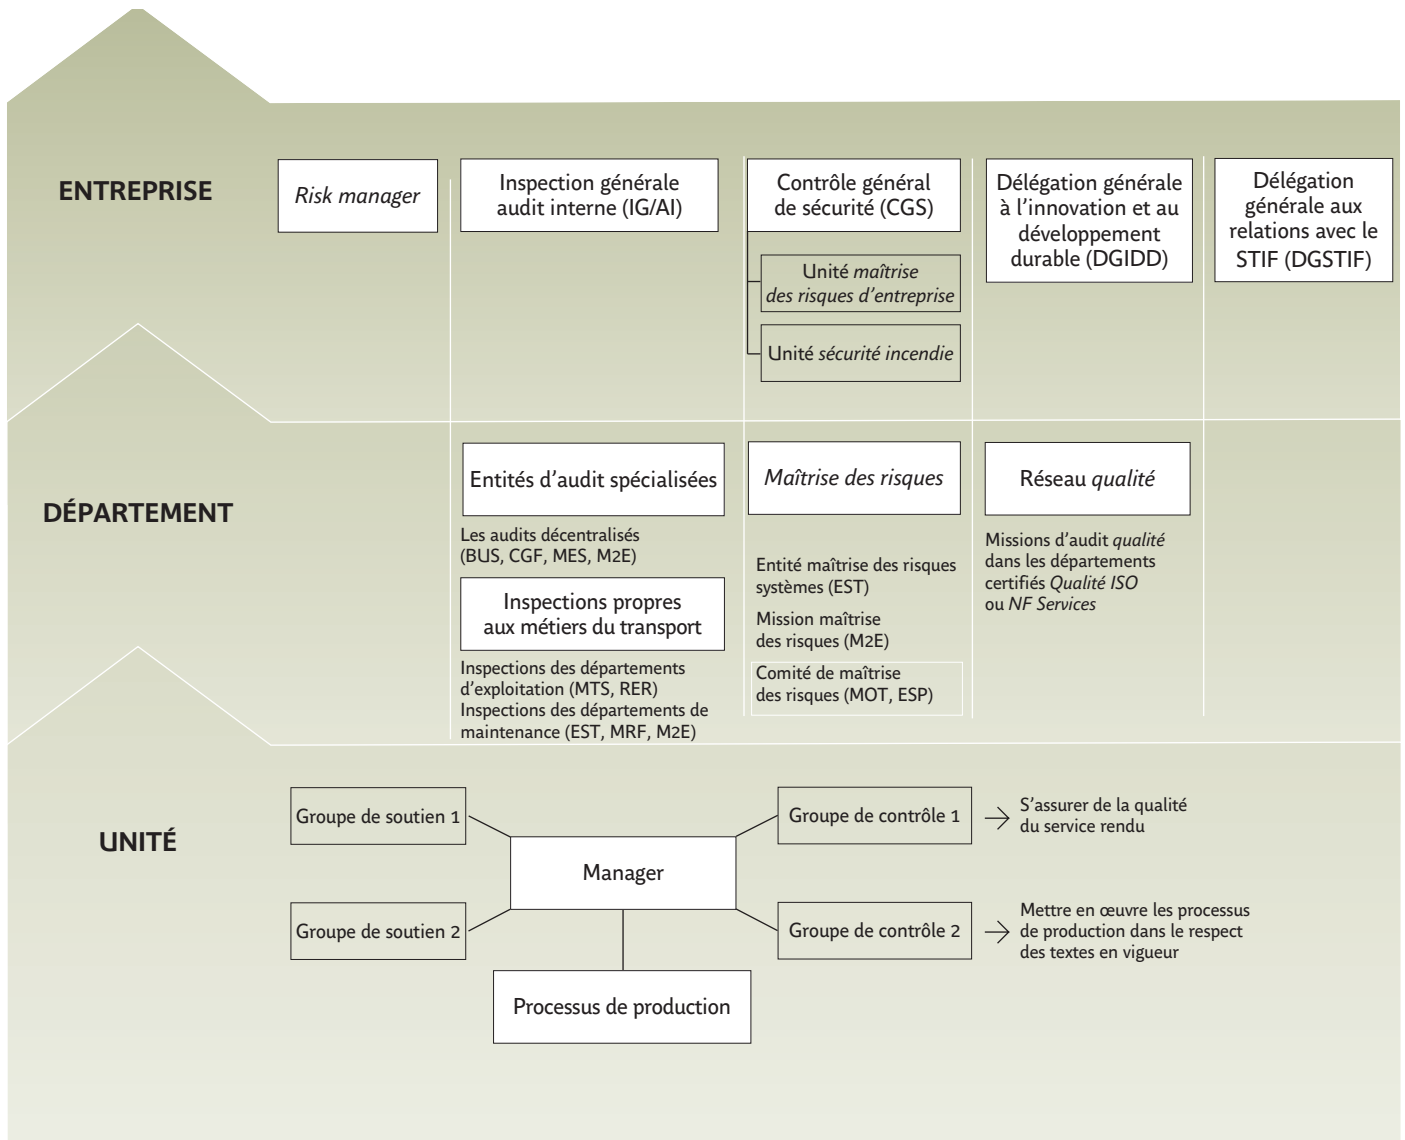 ENTREPRISE
Risk manager
Inspection générale
audit interne (IG/AI)
Contrôle général
de sécurité (CGS)
Unité maîtrise
des risques d'entreprise
Unité sécurité incendie
Délégation générale
à l'innovation et au
développement
durable (DGIDD)
Délégation
générale aux
relations avec le
STIF (DGSTIF)
DÉPARTEMENT
Entités d'audit spécialisées
Les audits décentralisés
(BUS, CGF, MES, M2E)
Inspections propres
aux métiers du transport
Inspections des départements
d'exploitation (MTS, RER)
Inspections des départements de
maintenance (EST, MRF, M2E)
Maîtrise des risques
Entité maîtrise des risques
systèmes (EST)
Mission maîtrise
des risques (M2E)
Comité de maîtrise
des risques (MOT, ESP)
Réseau qualité
Missions d'audit qualité
dans les départements
certifiés Qualité ISO
ou NF Services
UNITÉ
Groupe de soutien 1
Groupe de soutien 2
Manager
Processus de production
Groupe de contrôle 1
S'assurer de la qualité
du service rendu
Groupe de contrôle 2
Mettre en œuvre les processus
de production dans le respect
des textes en vigueur